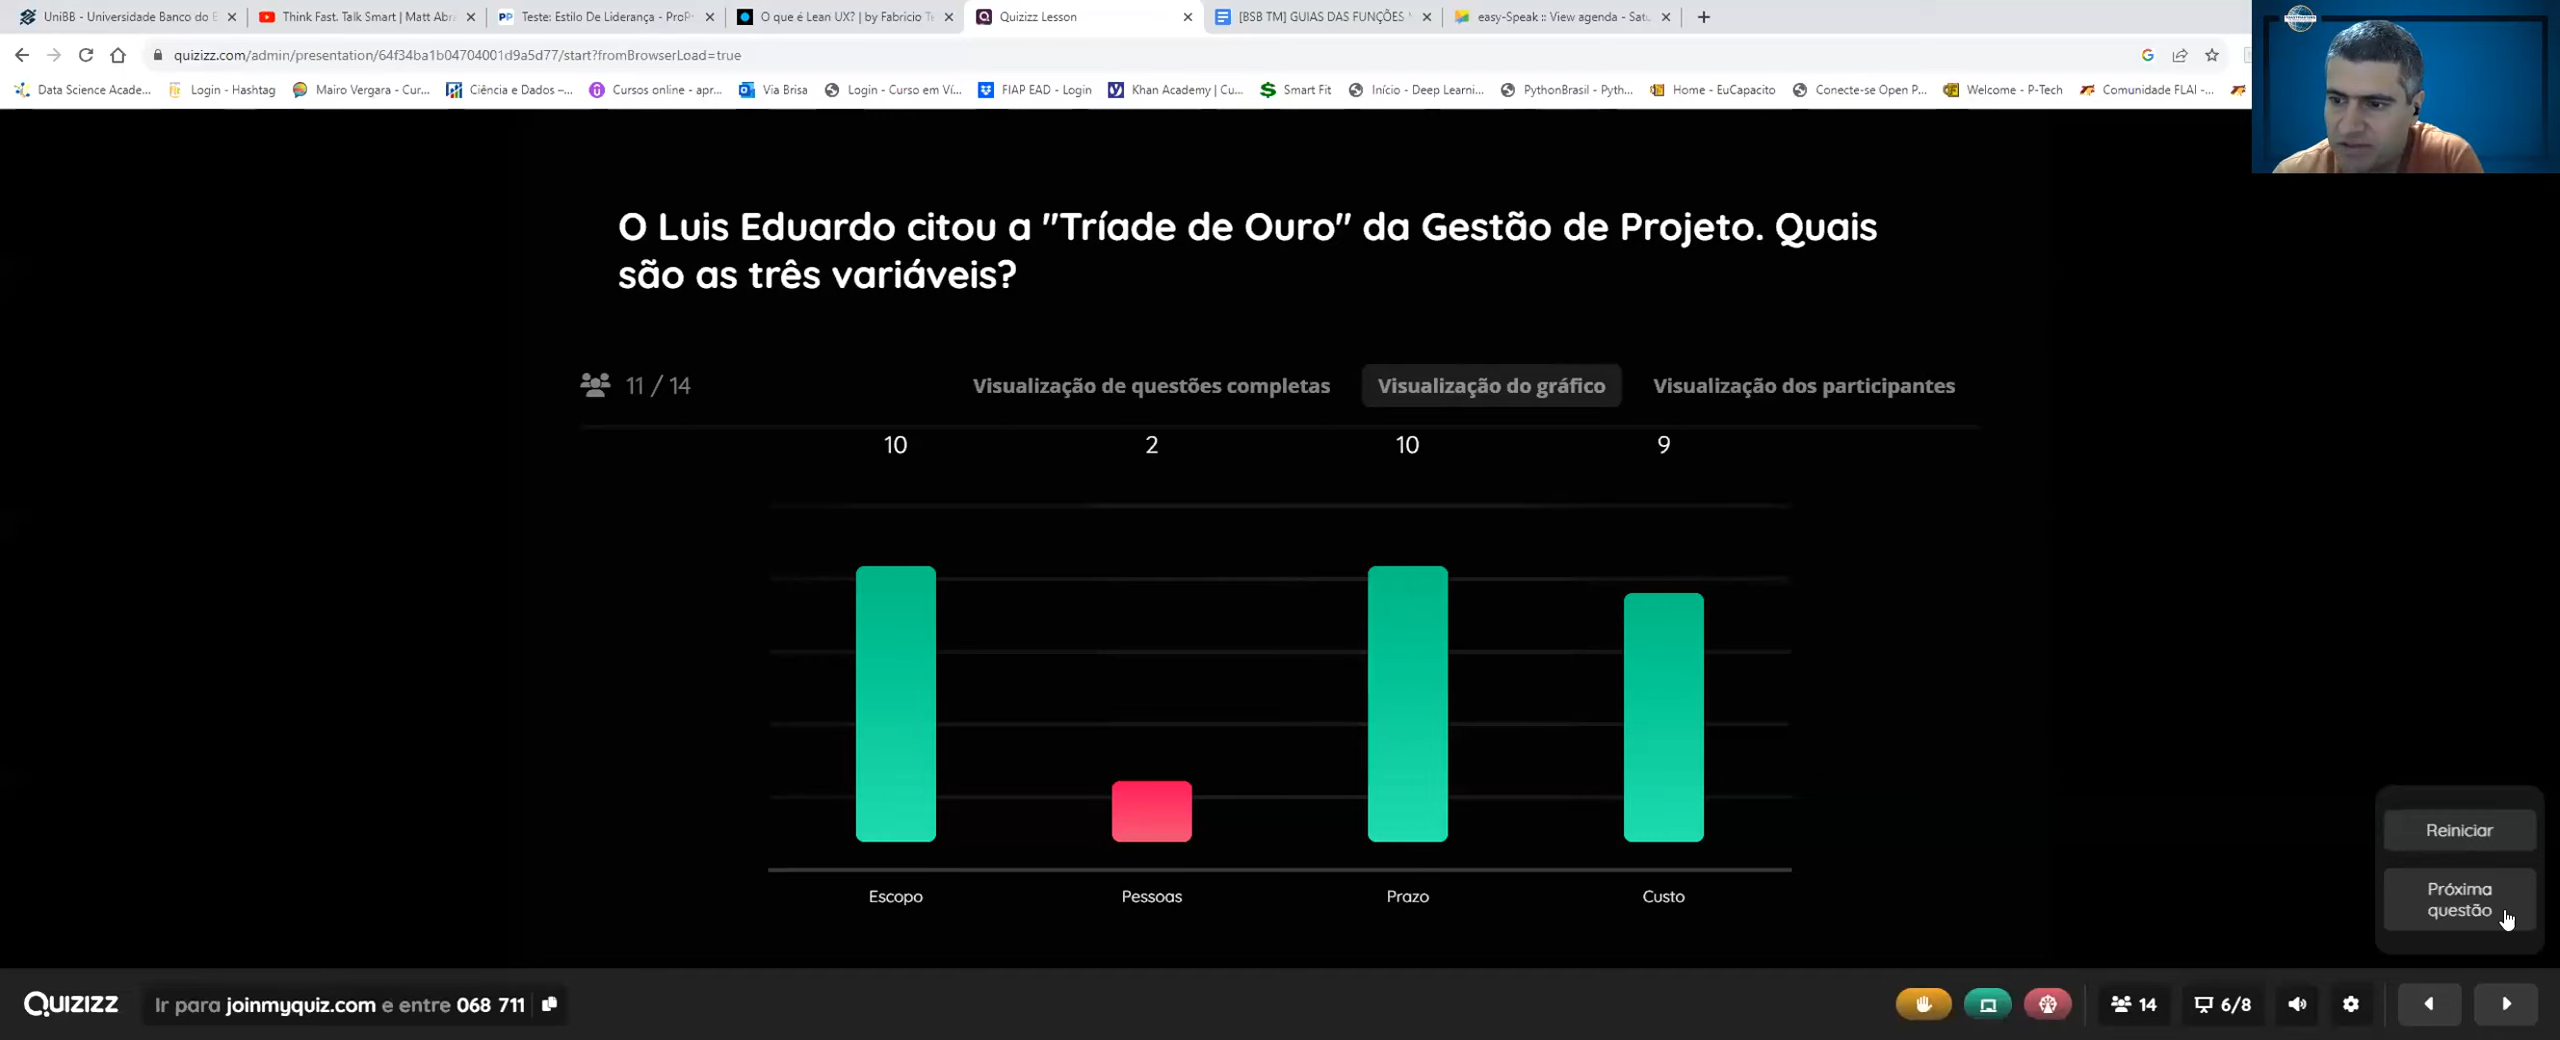 UniBB - Universidade Banco do B
Think Fast. Talk Smart | Matt Abra
PP Teste: Estilo De Liderança - ProPr
O que é Lean UX? | by Fabricio Te
Quizizz Lesson
[BSB TM] GUIAS DAS FUNÇÕES
easy-Speak :: View agenda - Satu
quizizz.com/admin/presentation/64f34ba1b04704001d9a5d77/start?fromBrowserLoad=true
Data Science Acade...
Login - Hashtag
Mairo Vergara - Cur...
Ciência e Dados –...
Cursos online - apr...
Via Brisa
Login - Curso em Ví...
FIAP EAD - Login
Khan Academy | Cu...
Smart Fit
Início - Deep Learni...
PythonBrasil - Pyth...
Home - EuCapacito
Conecte-se Open P...
Welcome - P-Tech
Comunidade FLAI -...
O Luis Eduardo citou a "Tríade de Ouro" da Gestão de Projeto. Quais
são as três variáveis?
11 / 14
Visualização de questões completas
Visualização do gráfico
Visualização dos participantes
10
2
10
9
Escopo
Pessoas
Prazo
Custo
Reiniciar
Próxima
questão
QUIZIZZ
Ir para joinmyquiz.com e entre 068 711
14
6/8